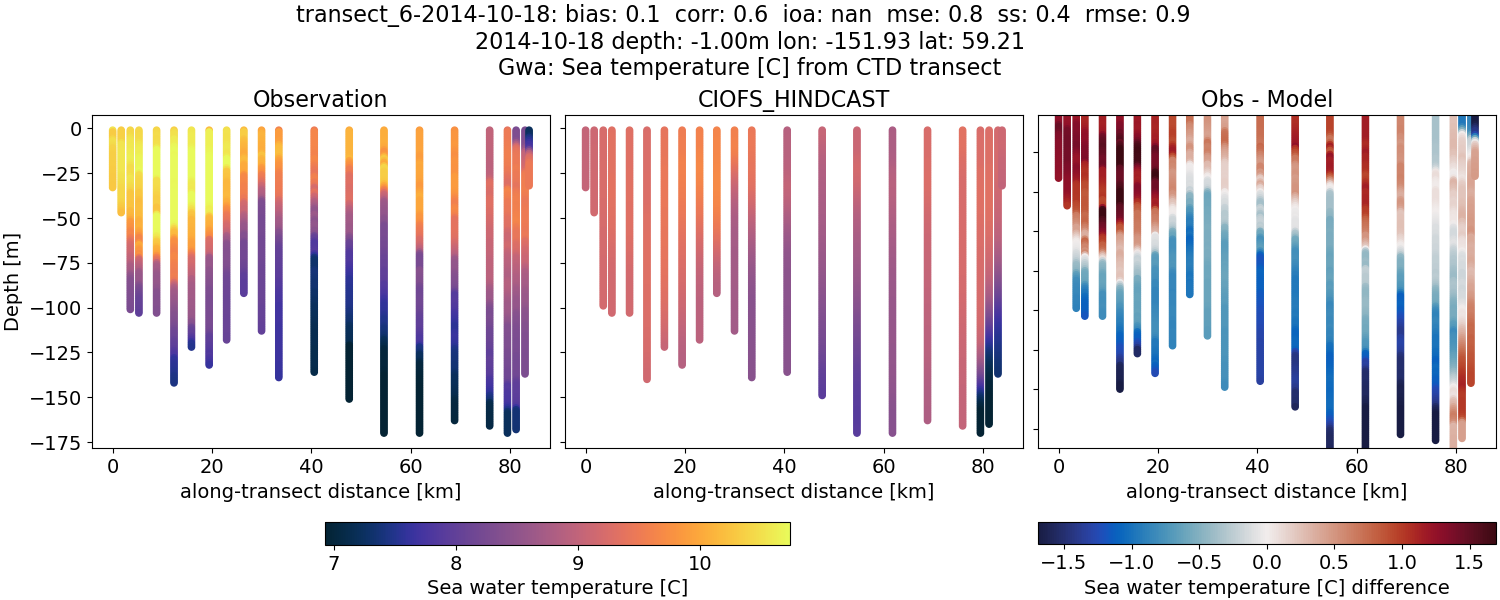 transect_6-2014-10-18: bias: 0.1  corr: 0.6  ioa: nan  mse: 0.8  ss: 0.4  rmse: 0.9
2014-10-18 depth: -1.00m lon: -151.93 lat: 59.21
Gwa: Sea temperature [C] from CTD transect
Observation
CIOFS_HINDCAST
Obs - Model
Depth [m]
0
−25
−50
−75
−100
−125
−150
−175
0 20 40 60 80
0 20 40 60 80
0 20 40 60 80
along-transect distance [km]
along-transect distance [km]
along-transect distance [km]
7 8 9 10
Sea water temperature [C]
−1.5 −1.0 −0.5 0.0 0.5 1.0 1.5
Sea water temperature [C] difference